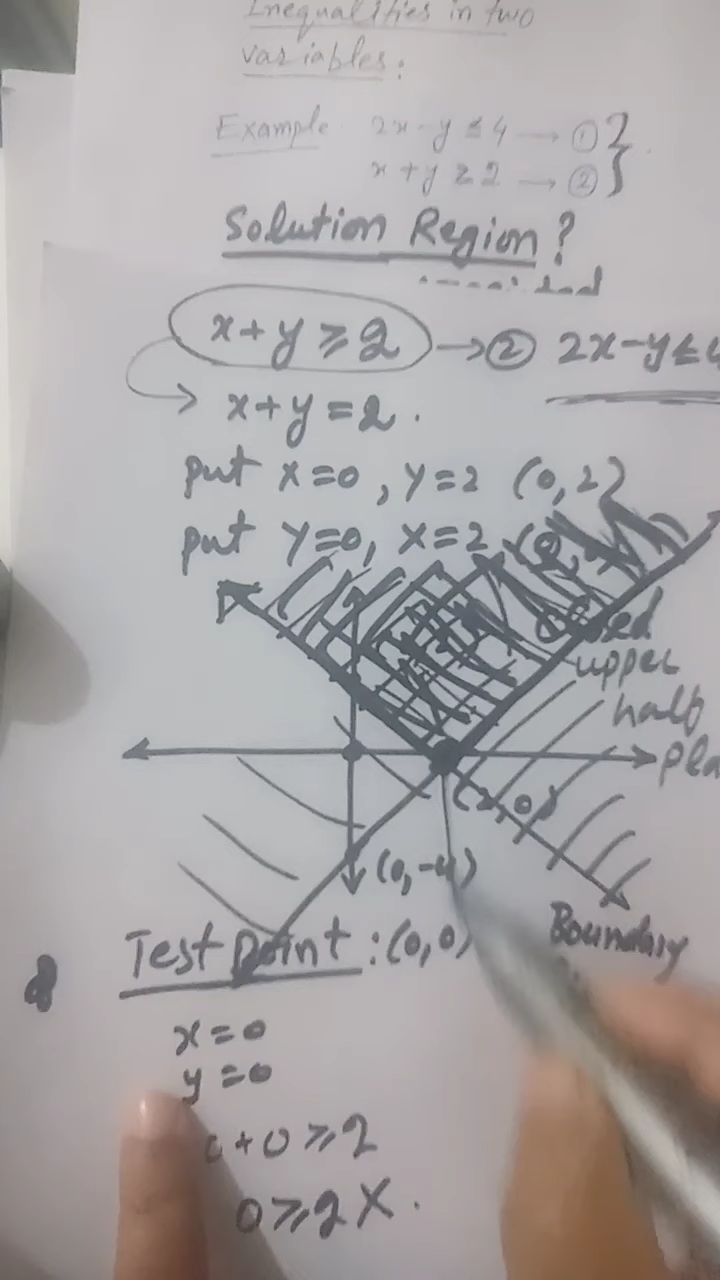 Inequalities in two
variables:
Example 2x-y≤4 → ①
x+y≥2 → ②
Solution Region?
x+y⩾2 → ② 2x-y≤4
x+y=2.
put x=0, y=2 (0,2)
put y=0, x=2
upper
half
(2,0)
(0,-4)
Boundary
Test point: (0,0)
x=0
y=0
0+0⩾2
0⩾2 X.